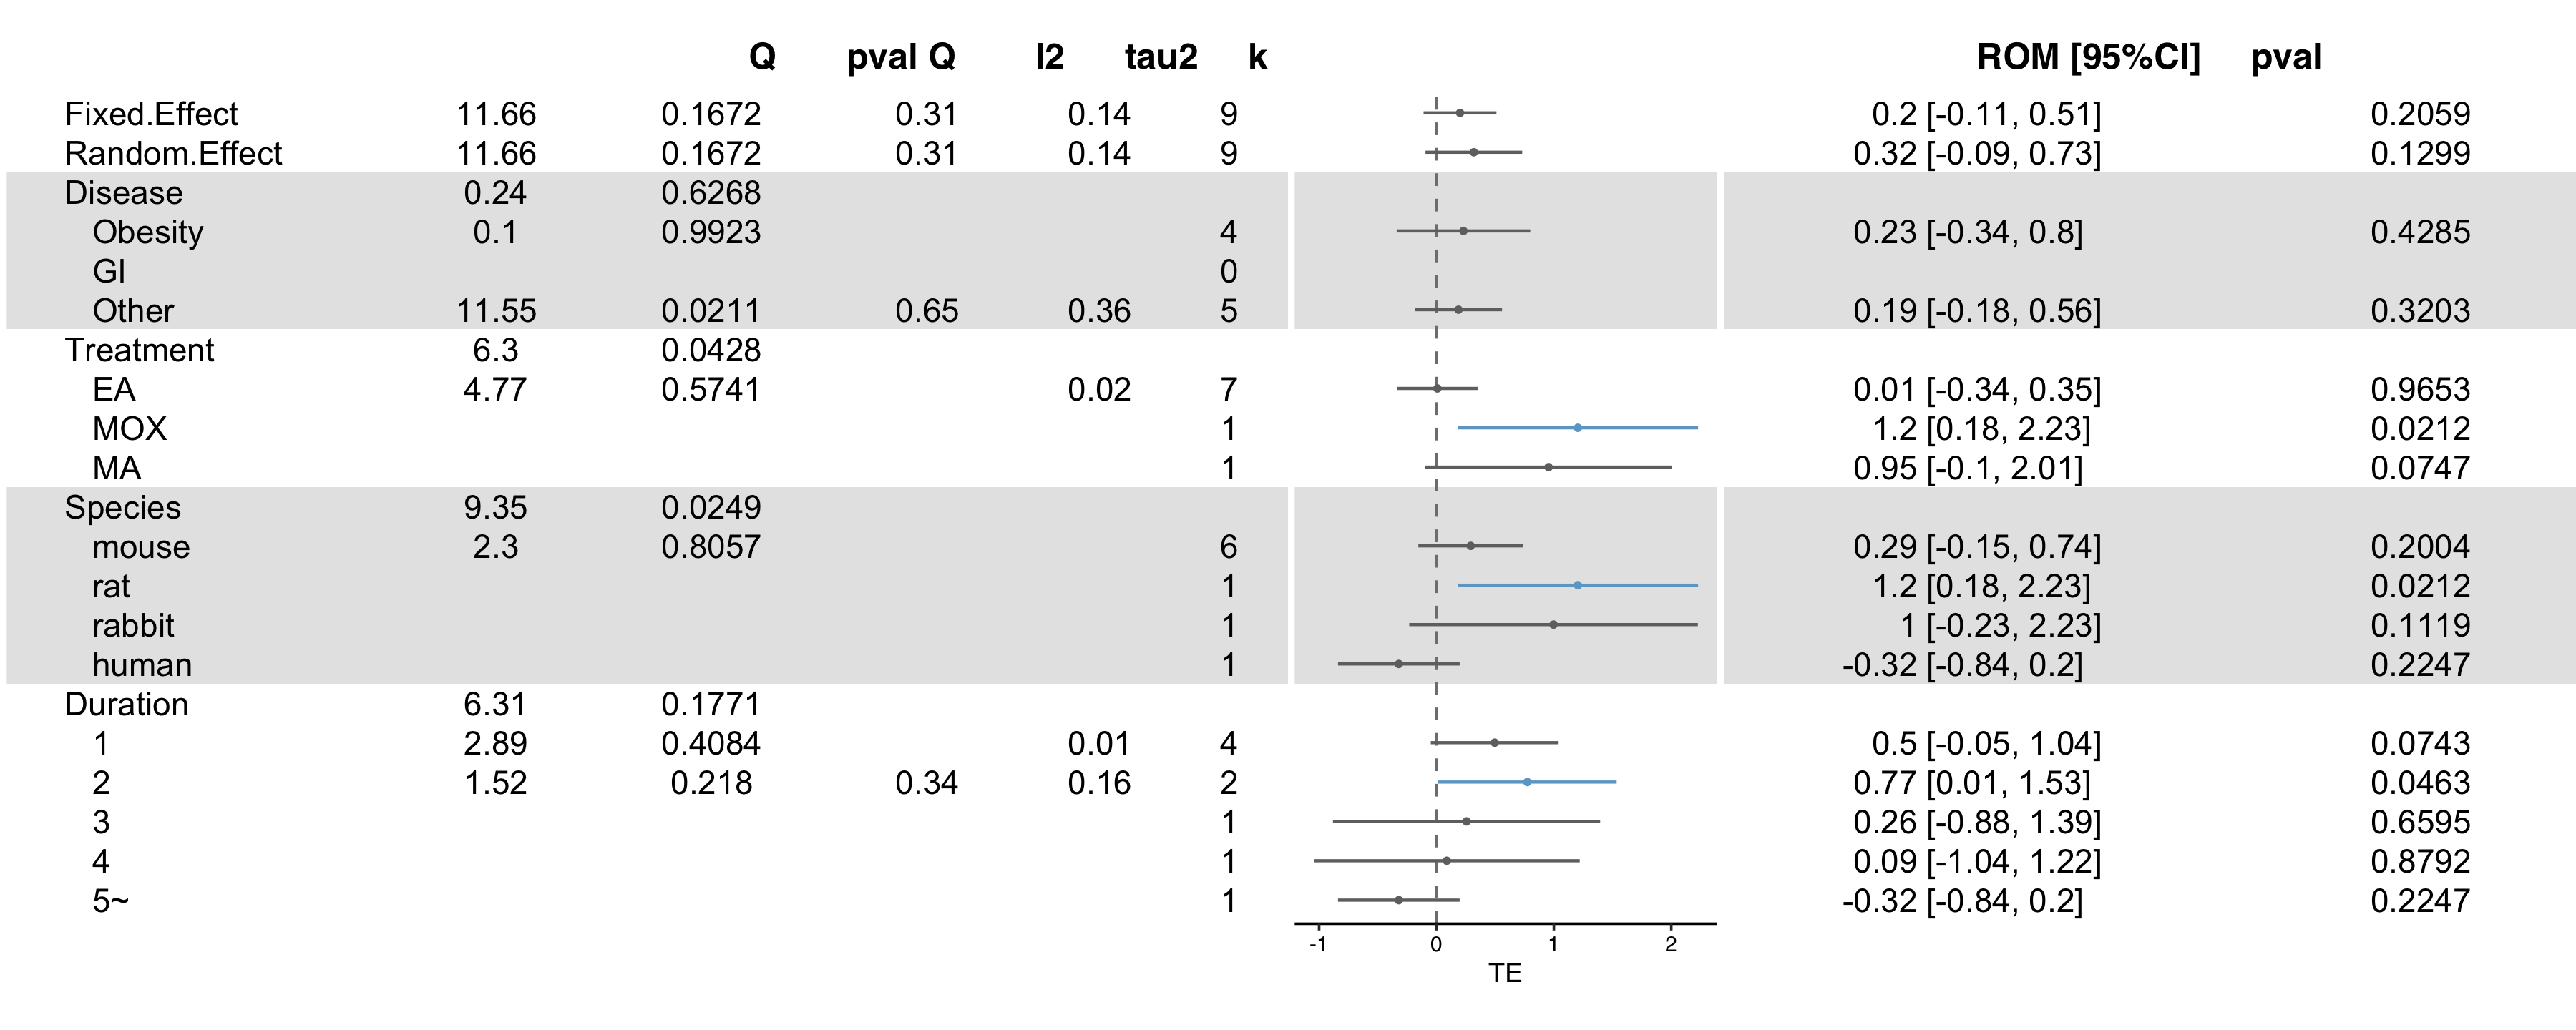 Q pval Q I2 tau2 k ROM [95%CI] pval
Fixed.Effect 11.66 0.1672 0.31 0.14 9 0.2 [-0.11, 0.51] 0.2059
Random.Effect 11.66 0.1672 0.31 0.14 9 0.32 [-0.09, 0.73] 0.1299
Disease 0.24 0.6268
Obesity 0.1 0.9923 4 0.23 [-0.34, 0.8] 0.4285
GI 0
Other 11.55 0.0211 0.65 0.36 5 0.19 [-0.18, 0.56] 0.3203
Treatment 6.3 0.0428
EA 4.77 0.5741 0.02 7 0.01 [-0.34, 0.35] 0.9653
MOX 1 1.2 [0.18, 2.23] 0.0212
MA 1 0.95 [-0.1, 2.01] 0.0747
Species 9.35 0.0249
mouse 2.3 0.8057 6 0.29 [-0.15, 0.74] 0.2004
rat 1 1.2 [0.18, 2.23] 0.0212
rabbit 1 1 [-0.23, 2.23] 0.1119
human 1 -0.32 [-0.84, 0.2] 0.2247
Duration 6.31 0.1771
1 2.89 0.4084 0.01 4 0.5 [-0.05, 1.04] 0.0743
2 1.52 0.218 0.34 0.16 2 0.77 [0.01, 1.53] 0.0463
3 1 0.26 [-0.88, 1.39] 0.6595
4 1 0.09 [-1.04, 1.22] 0.8792
5~ 1 -0.32 [-0.84, 0.2] 0.2247
-1 0 1 2
TE